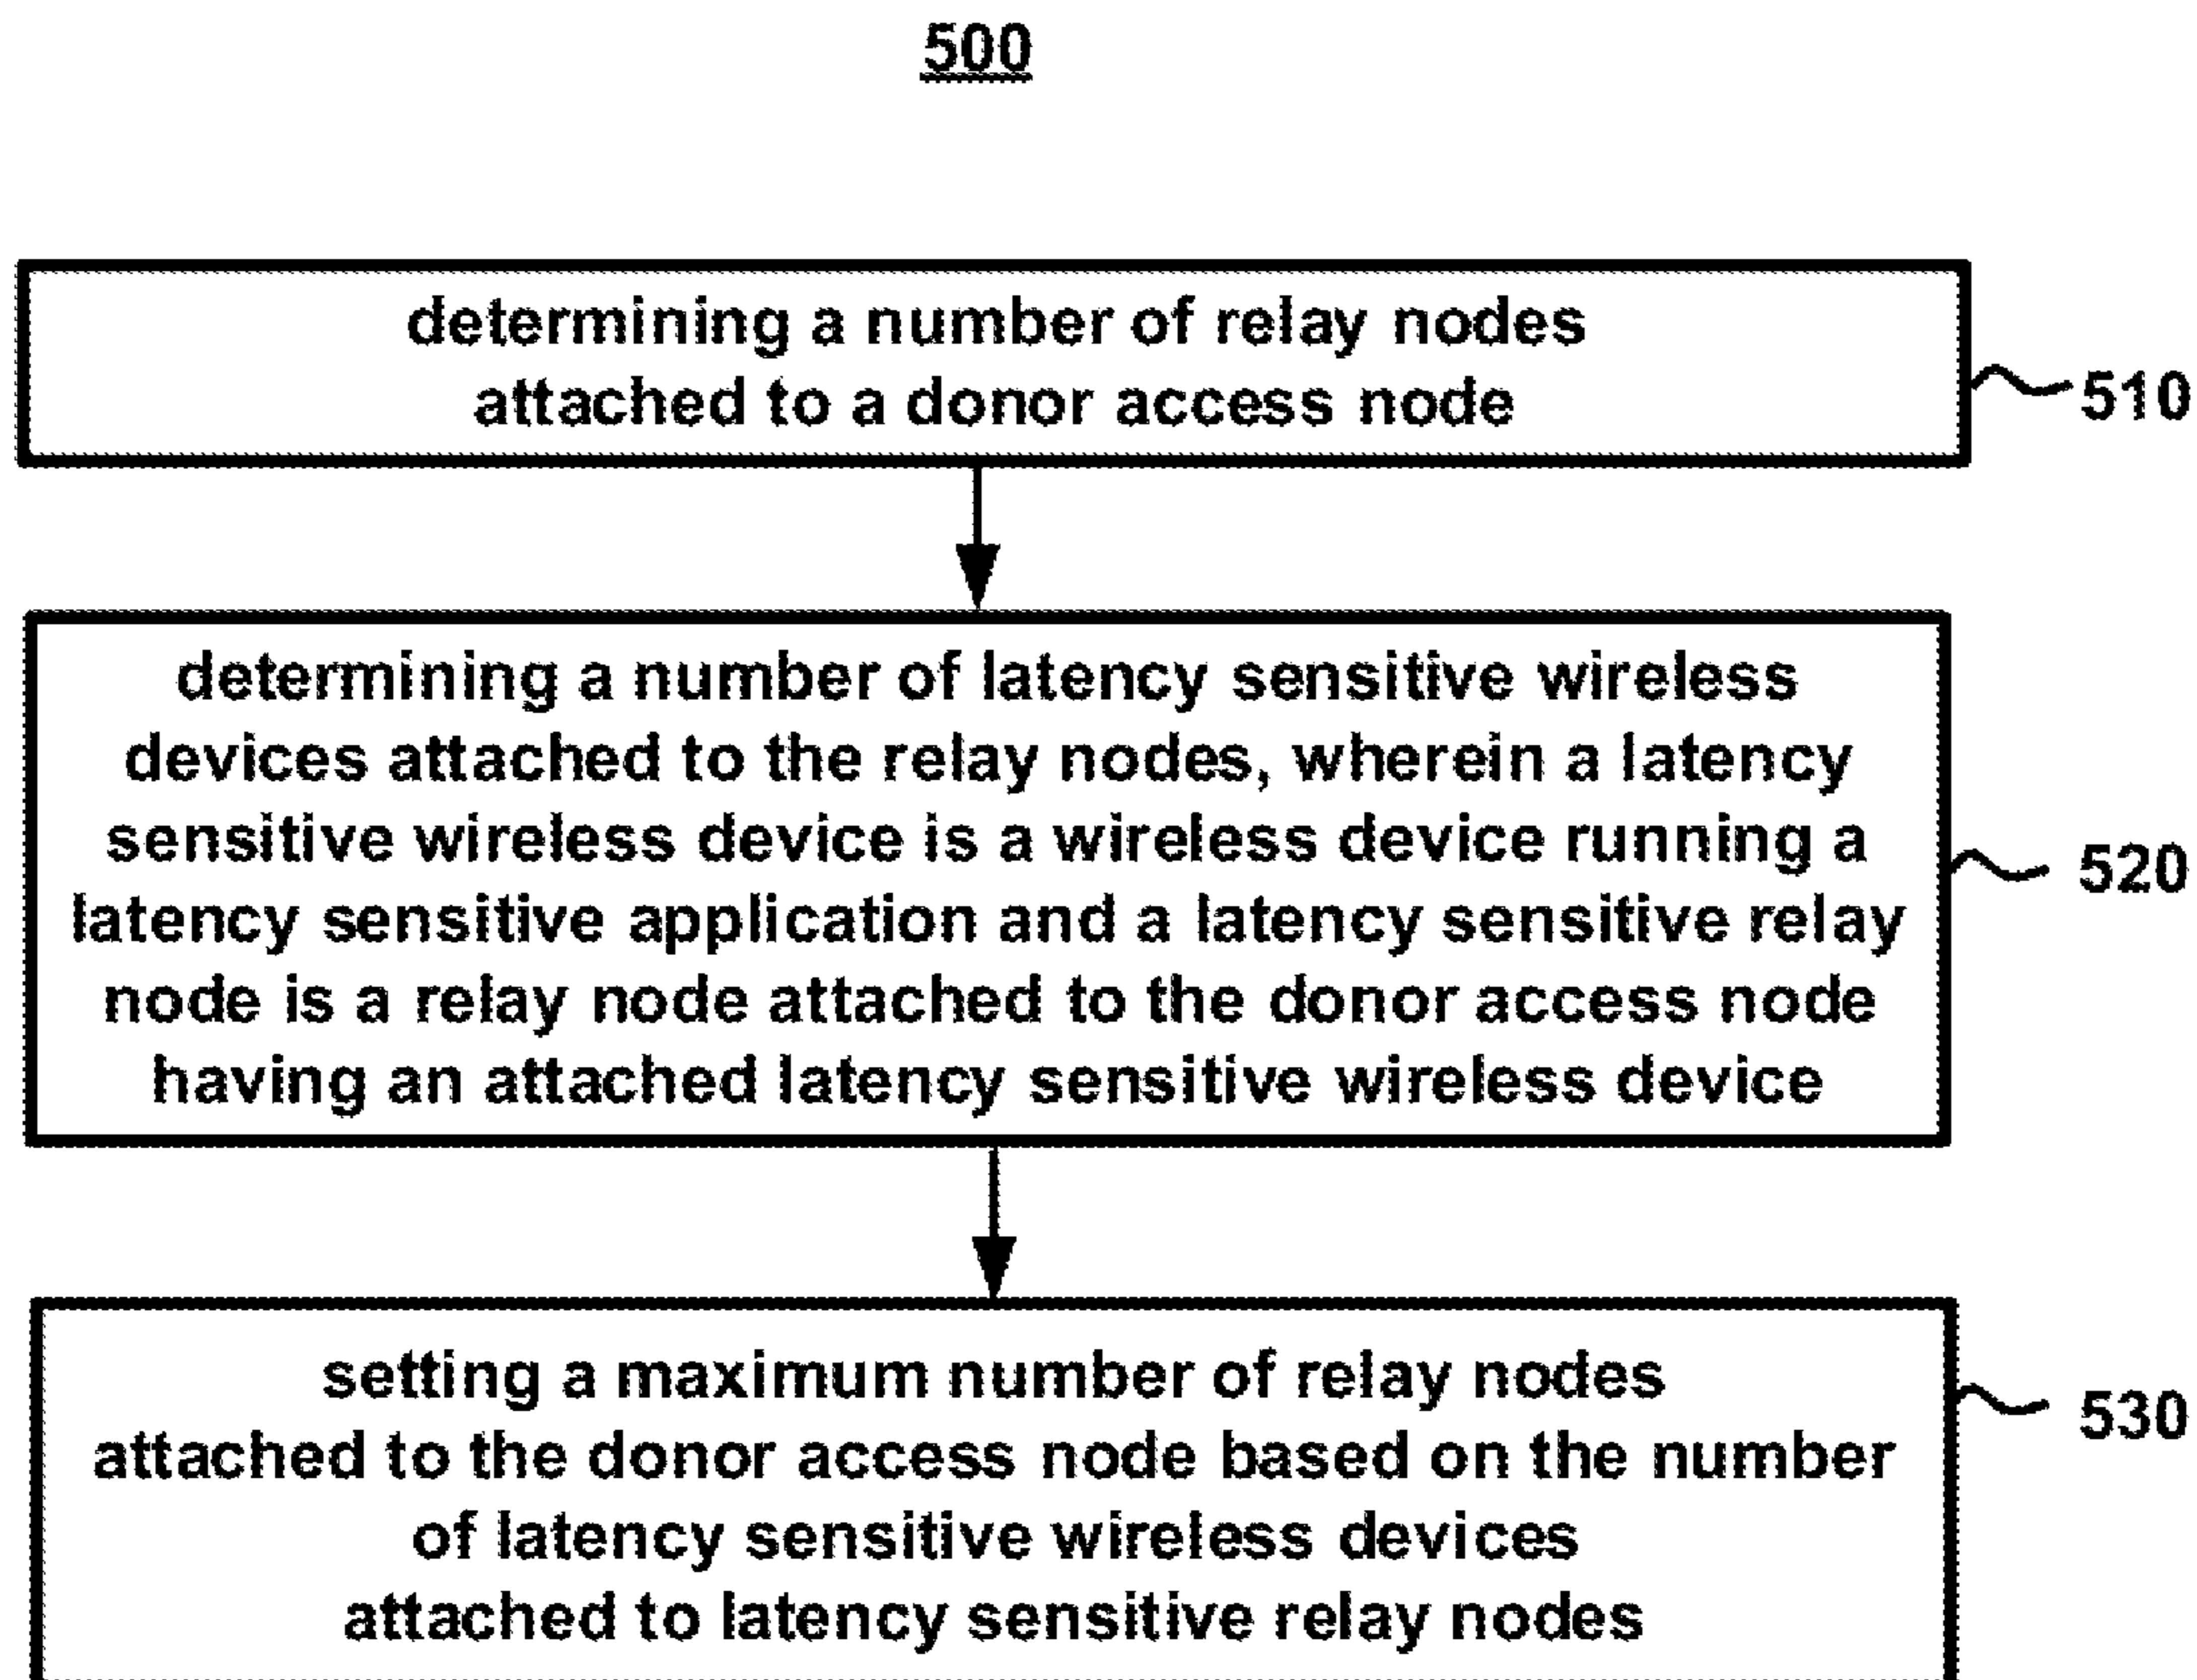 500
determining a number of relay nodes
attached to a donor access node
510
determining a number of latency sensitive wireless
devices attached to the relay nodes, wherein a latency
sensitive wireless device is a wireless device running a
latency sensitive application and a latency sensitive relay
node is a relay node attached to the donor access node
having an attached latency sensitive wireless device
520
setting a maximum number of relay nodes
attached to the donor access node based on the number
of latency sensitive wireless devices
attached to latency sensitive relay nodes
530